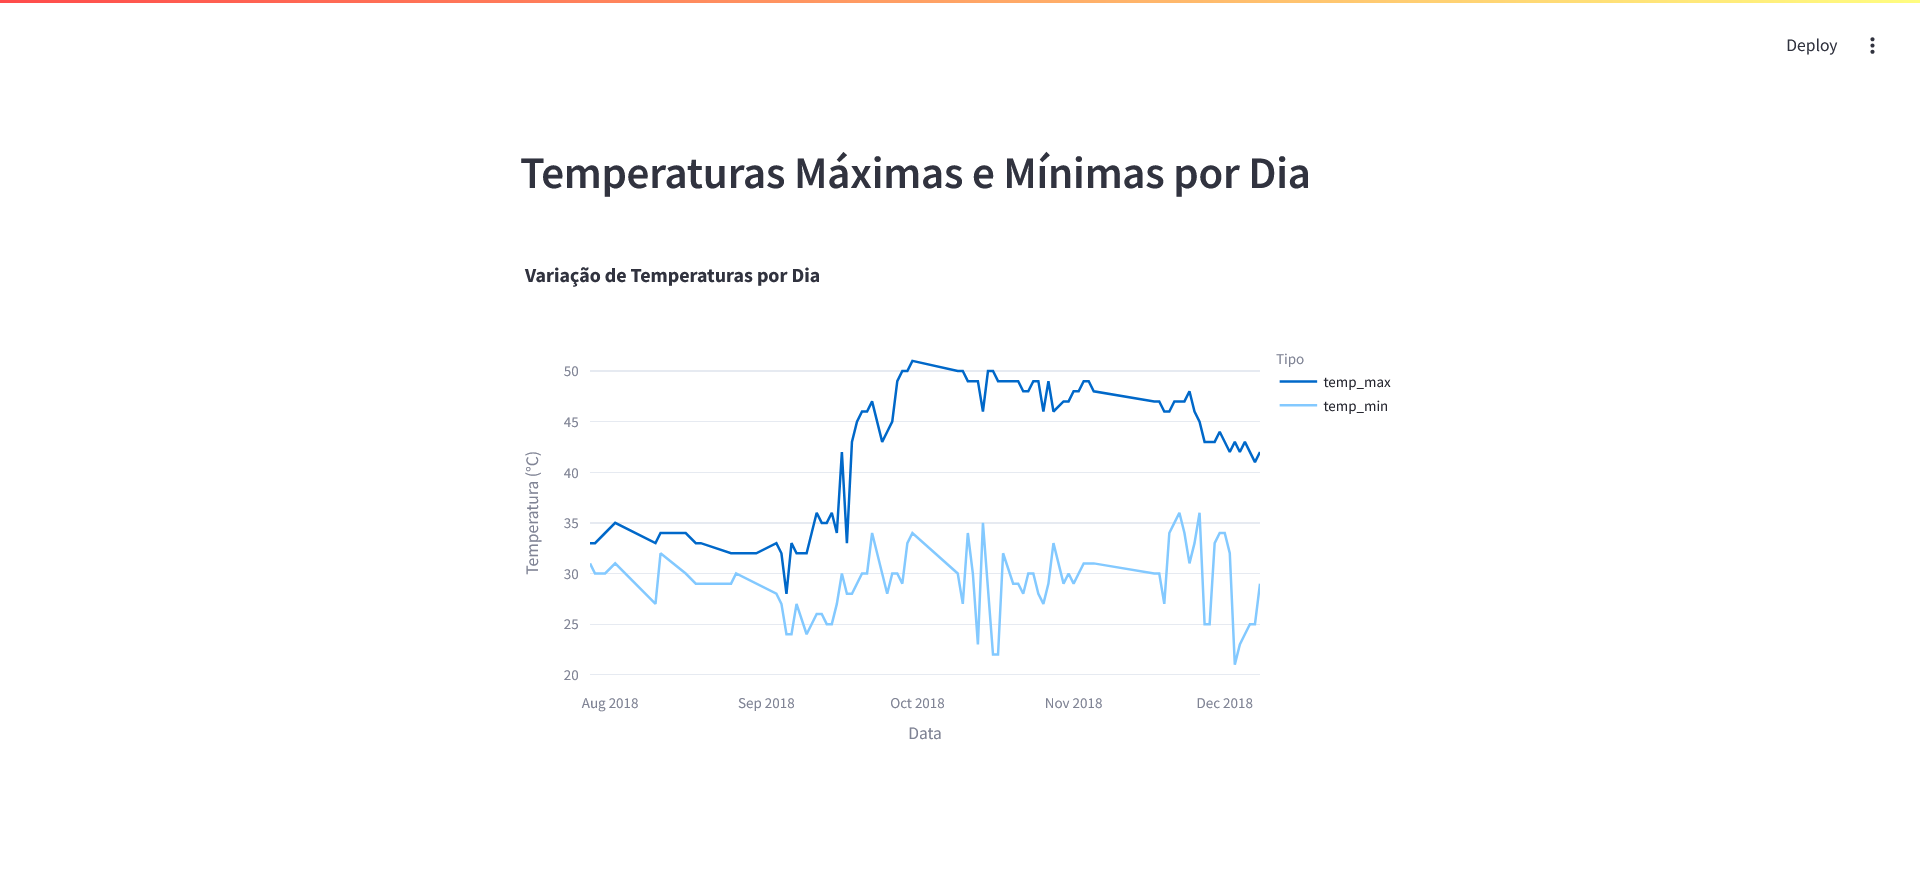 Deploy
Temperaturas Máximas e Mínimas por Dia
Variação de Temperaturas por Dia
Tipo
temp_max
temp_min
Temperatura (°C)
50
45
40
35
30
25
20
Aug 2018 Sep 2018 Oct 2018 Nov 2018 Dec 2018
Data